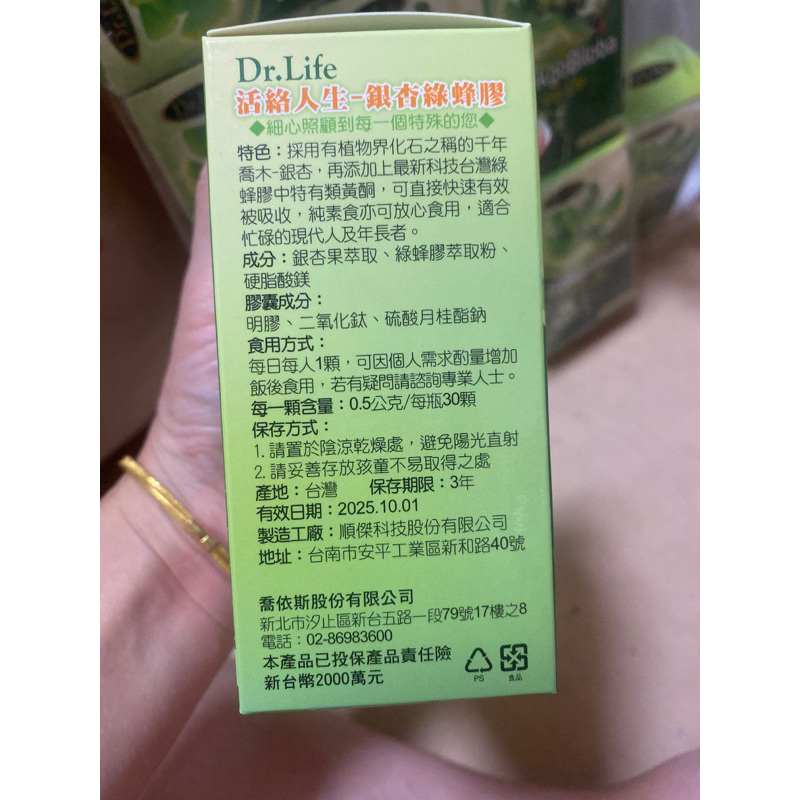 Dr.Life
活絡人生-銀杏綠蜂膠
◆細心照顧到每一個特殊的您◆
特色：採用有植物界化石之稱的千年
喬木-銀杏，再添加上最新科技台灣綠
蜂膠中特有類黃酮，可直接快速有效
被吸收，純素食亦可放心食用，適合
忙碌的現代人及年長者。
成分：銀杏果萃取、綠蜂膠萃取粉、
硬脂酸鎂
膠囊成分：
明膠、二氧化鈦、硫酸月桂酯鈉
食用方式：
每日每人1顆，可因個人需求酌量增加
飯後食用，若有疑問請諮詢專業人士。
每一顆含量：0.5公克/每瓶30顆
保存方式：
1.請置於陰涼乾燥處，避免陽光直射
2.請妥善存放孩童不易取得之處
產地：台灣 保存期限：3年
有效日期：2025.10.01
製造工廠：順傑科技股份有限公司
地址：台南市安平工業區新和路40號
喬依斯股份有限公司
新北市汐止區新台五路一段79號17樓之8
電話：02-86983600
本產品已投保產品責任險
新台幣2000萬元
PS
食品